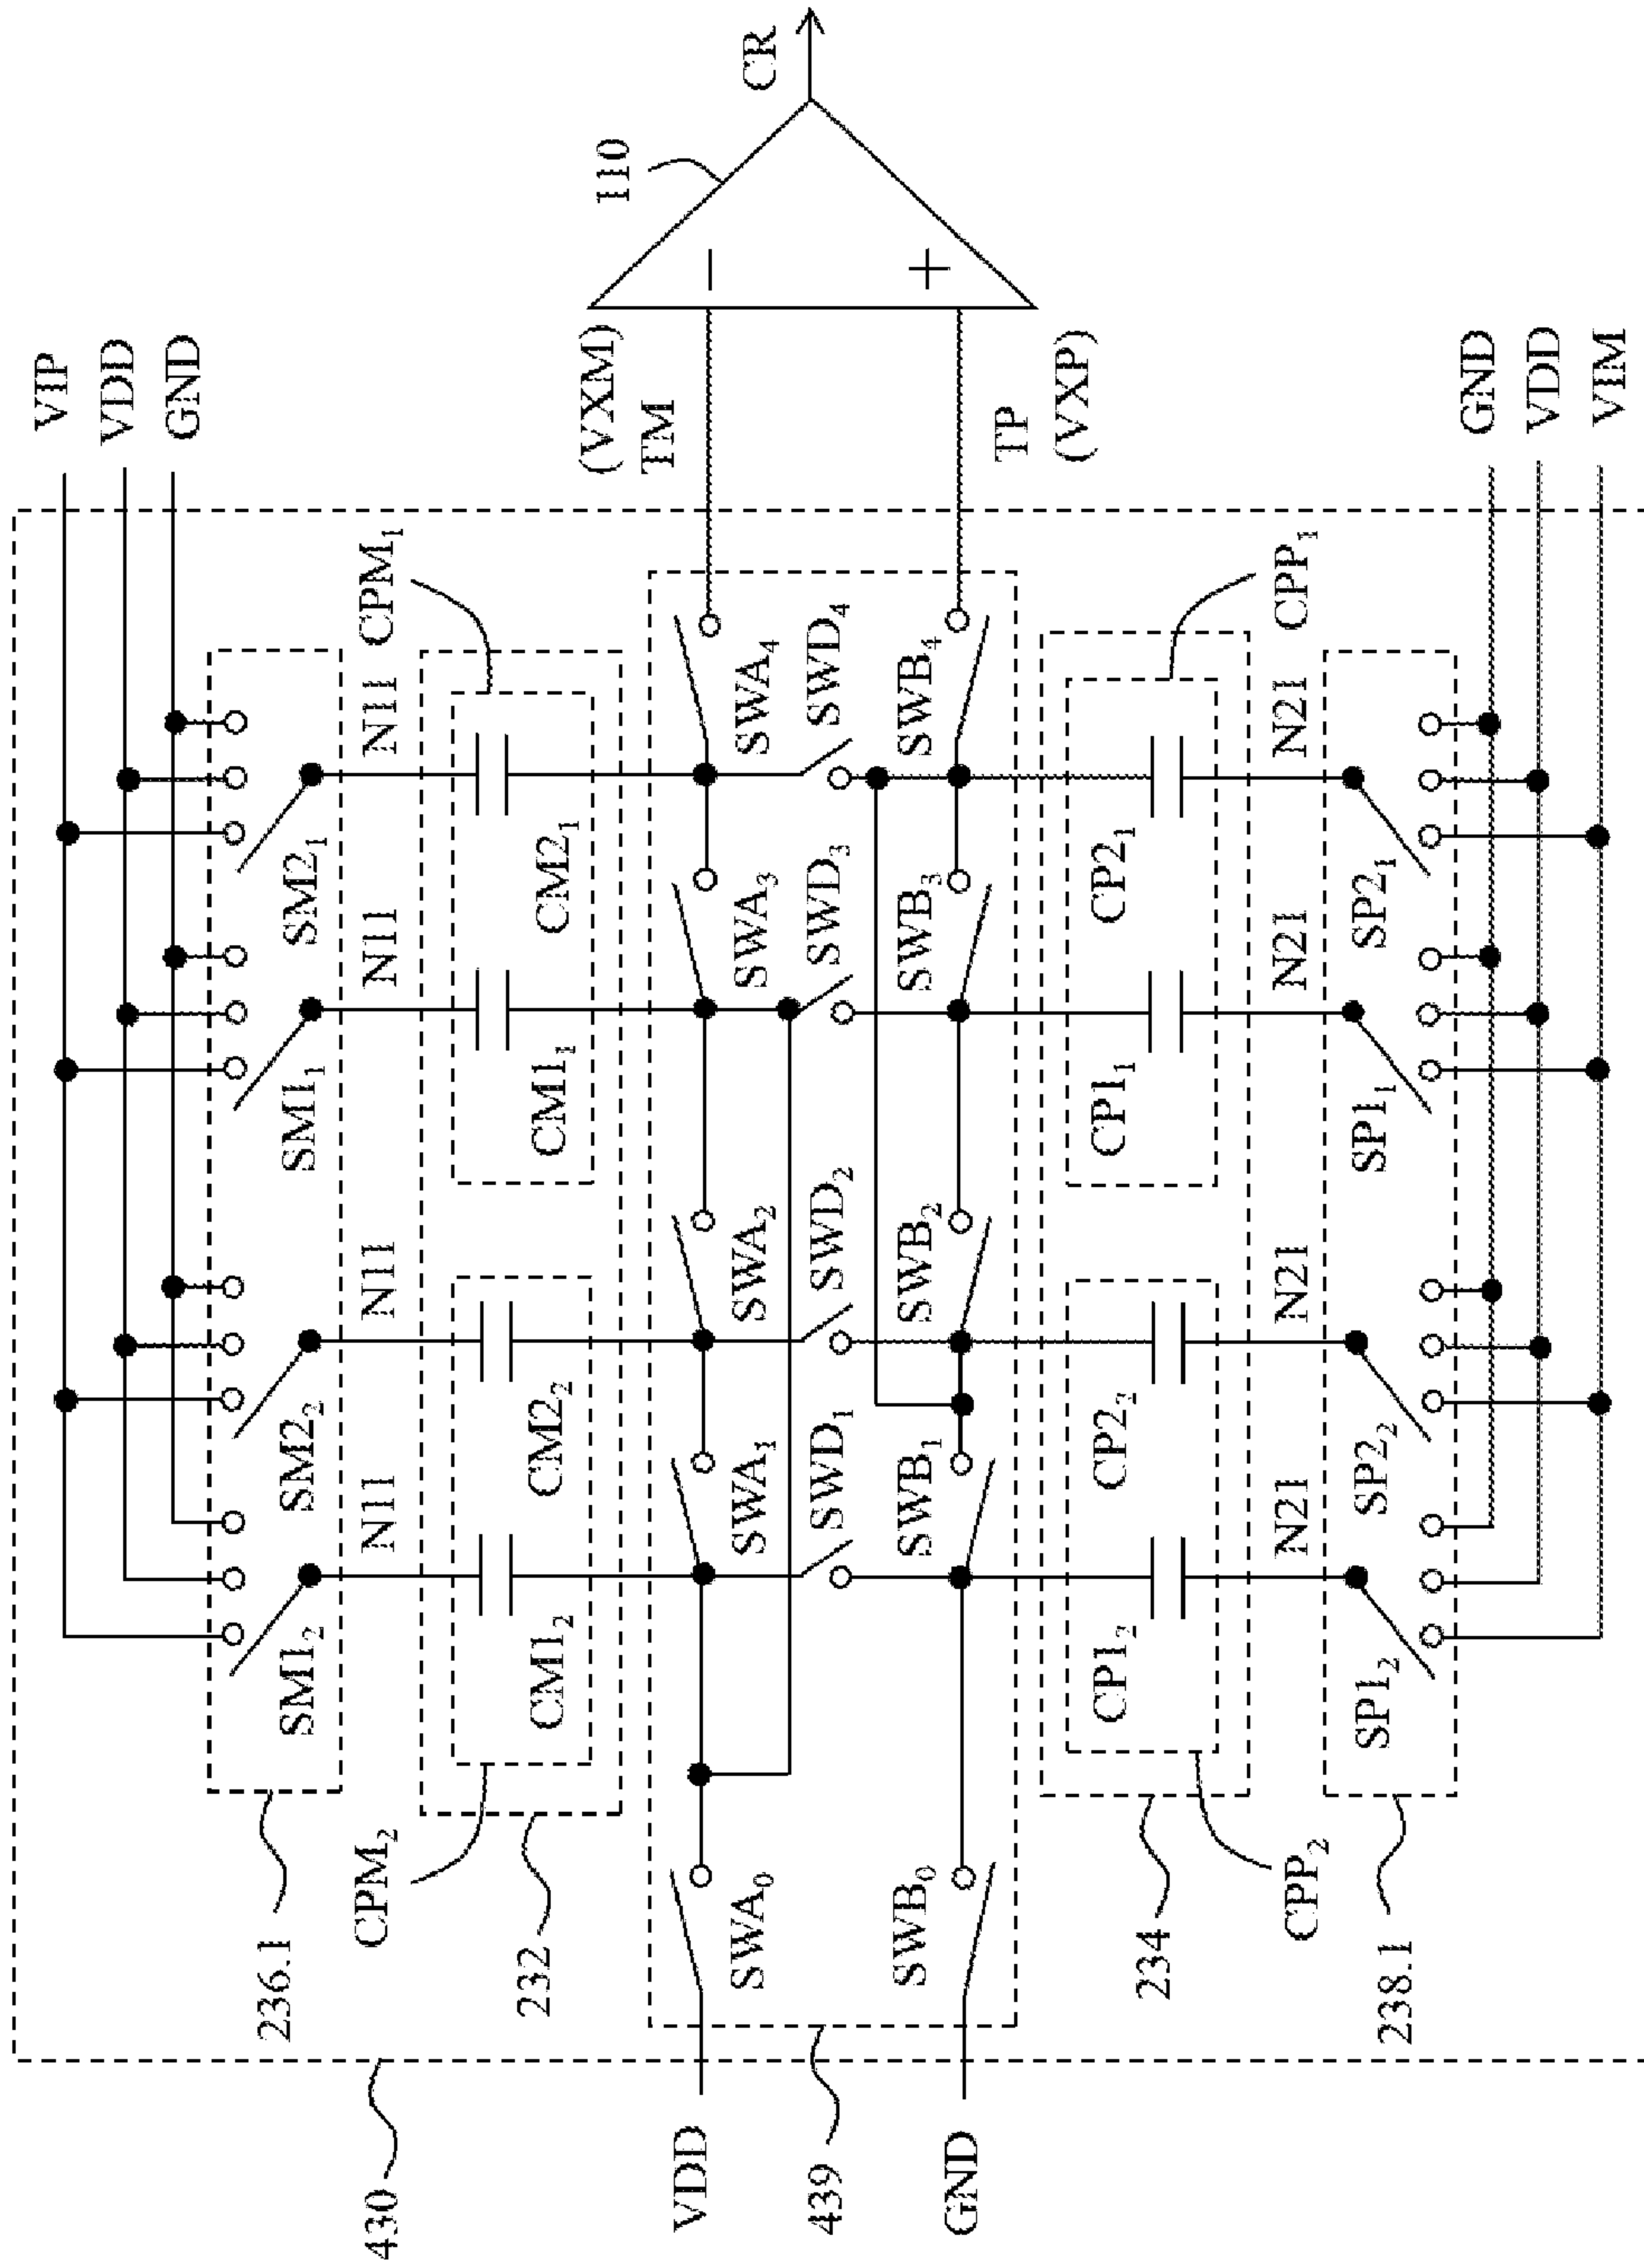 VIP
VDD
GND
236.1
SM1₂
SM2₂
SM1₁
SM2₁
N11
N11
N11
N11
CPM₁
CPM₂
232
CM1₂
CM2₂
CM1₁
CM2₁
430
VDD
439
GND
SWA₀
SWA₁
SWA₂
SWA₃
SWA₄
SWD₁
SWD₂
SWD₃
SWD₄
SWB₀
SWB₁
SWB₂
SWB₃
SWB₄
(VXM)
TM
TP
(VXP)
110
−
+
CR
234
CP1₂
CP2₂
CP1₁
CP2₁
CPP₁
CPP₂
N21
N21
N21
N21
238.1
SP1₂
SP2₂
SP1₁
SP2₁
GND
VDD
VIM